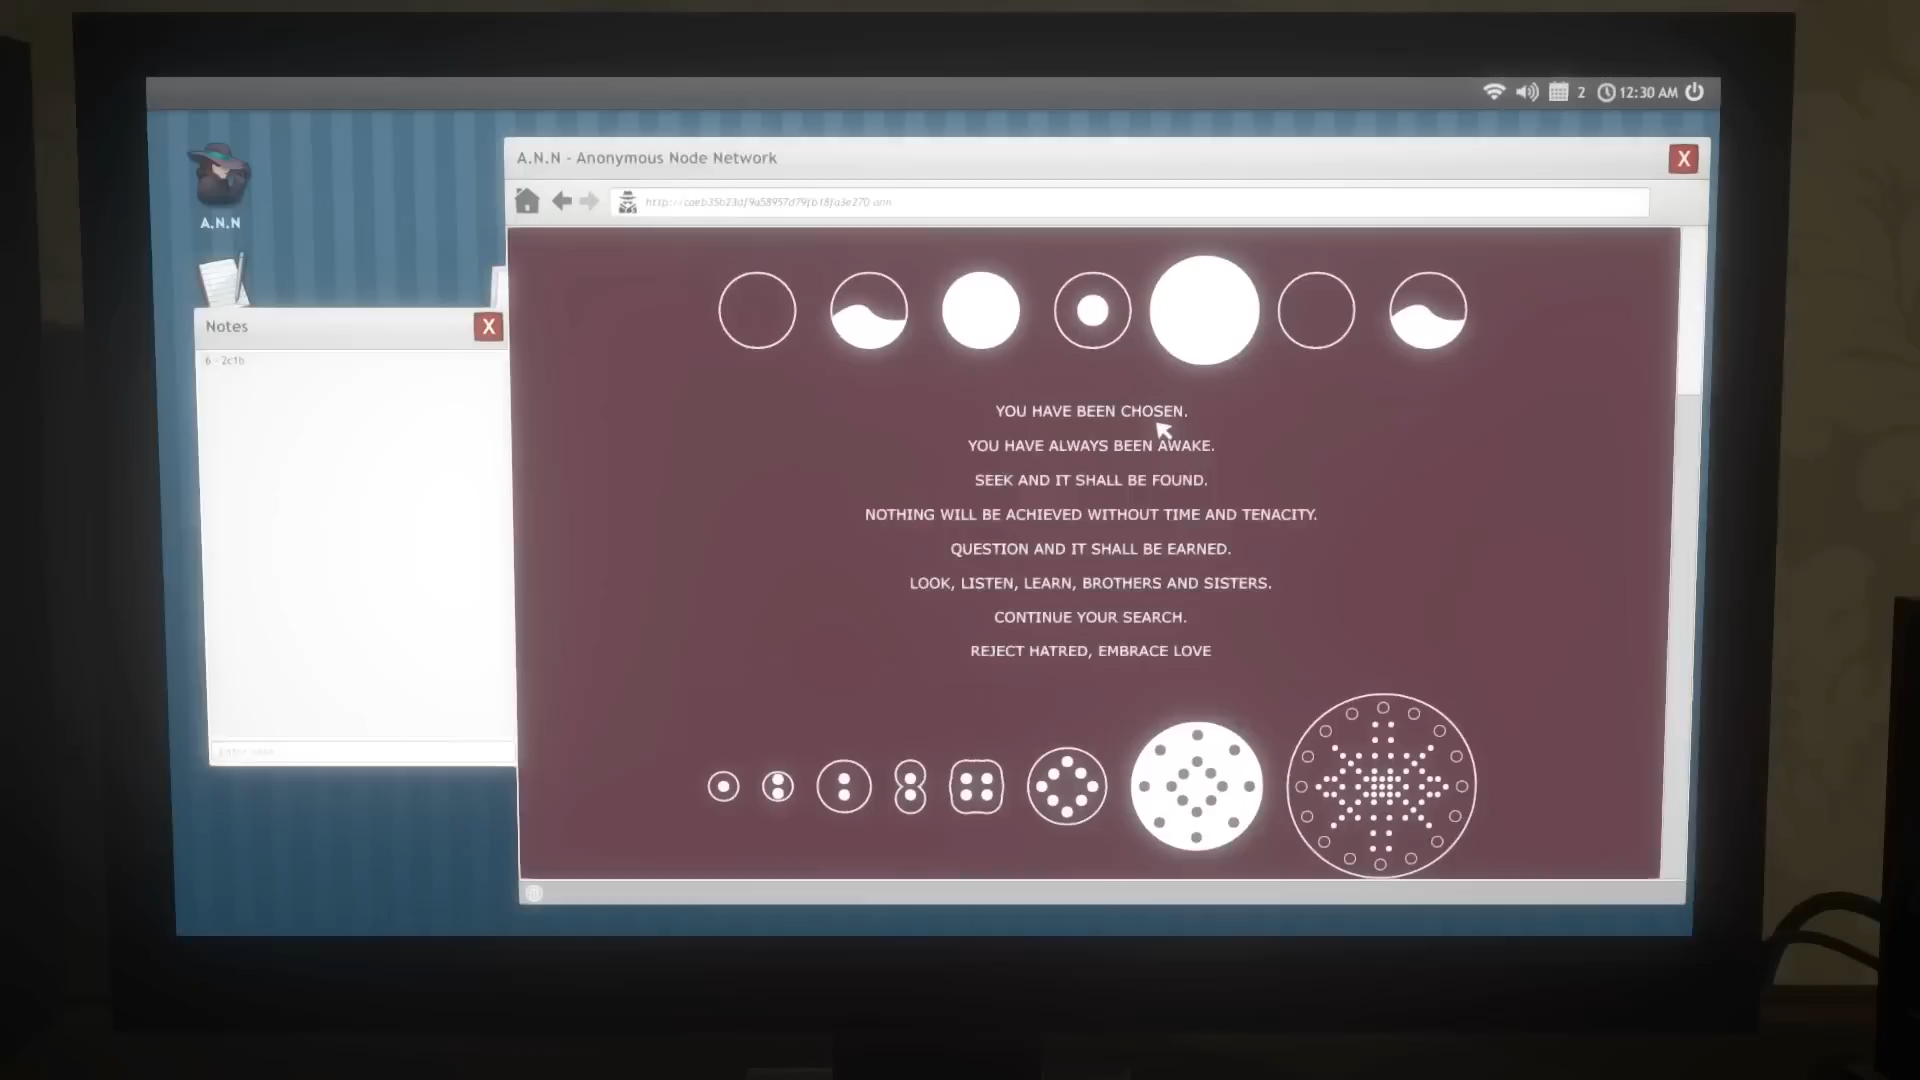 2 12:30 AM
A.N.N - Anonymous Node Network
X
A.N.N
Notes
X
6 - 2c1b
YOU HAVE BEEN CHOSEN.
YOU HAVE ALWAYS BEEN AWAKE.
SEEK AND IT SHALL BE FOUND.
NOTHING WILL BE ACHIEVED WITHOUT TIME AND TENACITY.
QUESTION AND IT SHALL BE EARNED.
LOOK, LISTEN, LEARN, BROTHERS AND SISTERS.
CONTINUE YOUR SEARCH.
REJECT HATRED, EMBRACE LOVE